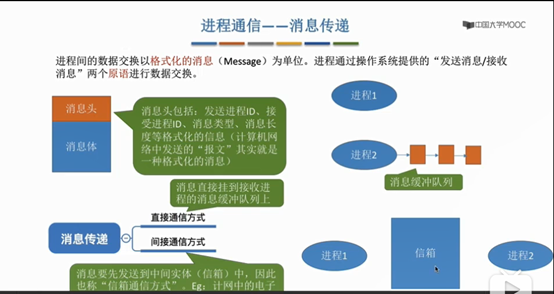 进程通信——消息传递
中国大学MOOC
进程间的数据交换以格式化的消息（Message）为单位。进程通过操作系统提供的“发送消息/接收
消息”两个原语进行数据交换。
消息头
消息体
消息头包括：发送进程ID、接
受进程ID、消息类型、消息长
度等格式化的信息（计算机网
络中发送的“报文”其实就是
一种格式化的消息）
进程1
进程2
消息缓冲队列
消息直接挂到接收进
程的消息缓冲队列上
消息传递
直接通信方式
间接通信方式
消息要先发送到中间实体（信箱）中，因此
也称“信箱通信方式”。Eg：计网中的电子
进程1
信箱
进程2